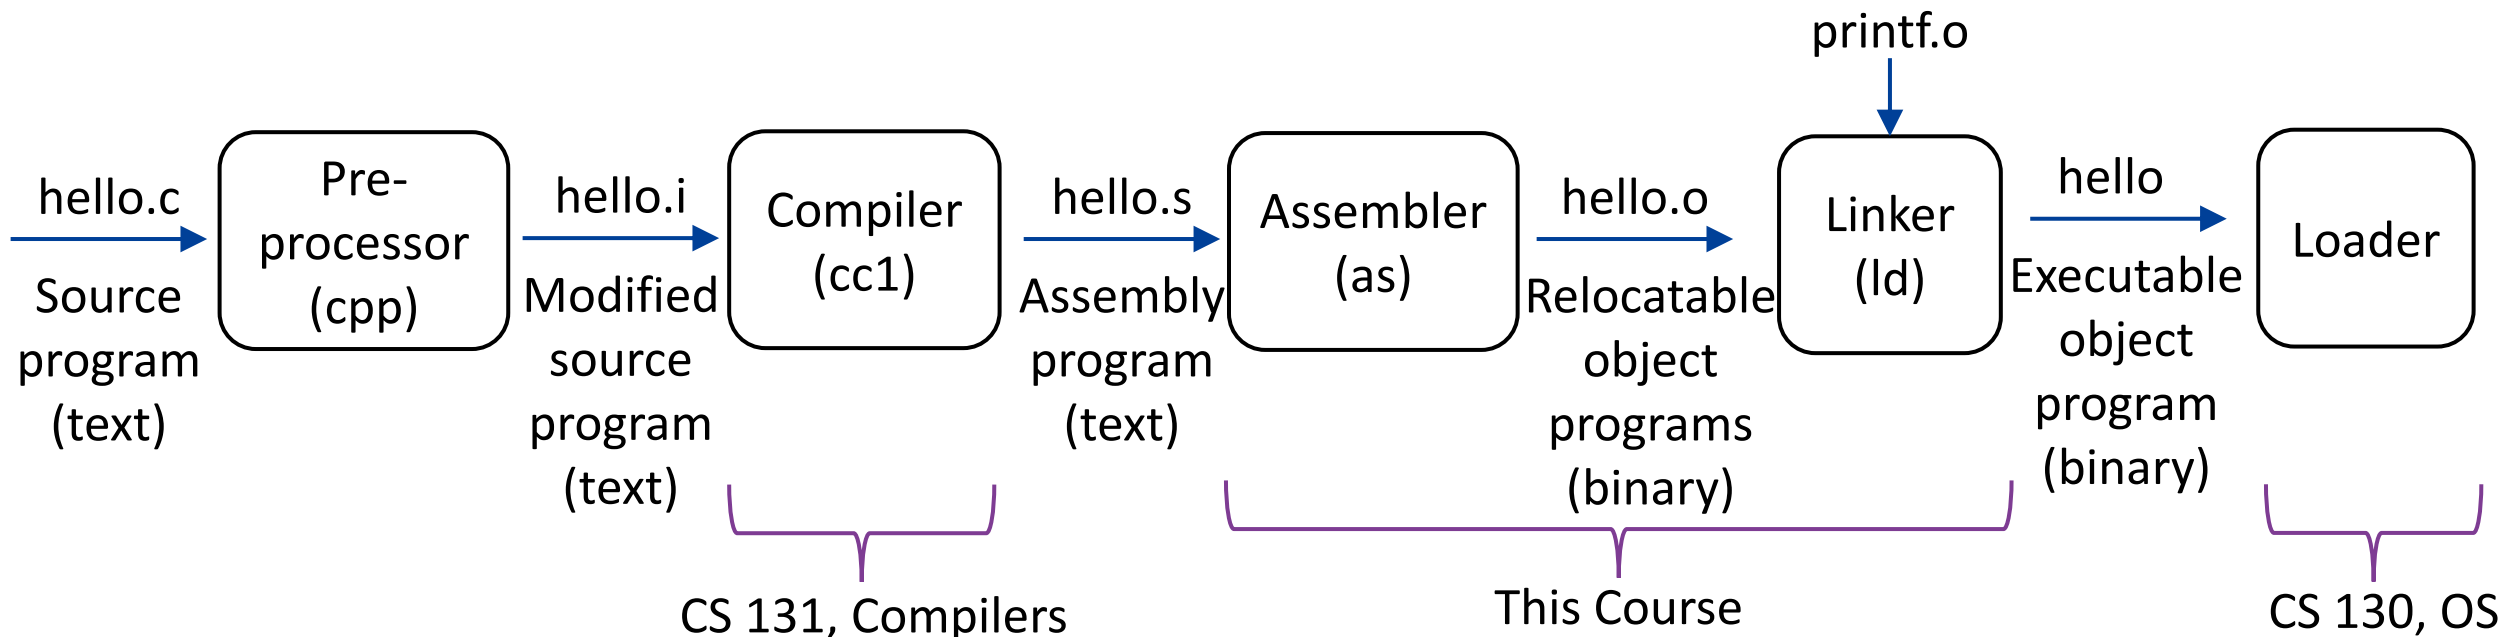 printf.o
hello.c
source
program
(text)
Pre-
processor
(cpp)
hello.i
Modified
source
program
(text)
Compiler
(cc1)
hello.s
Assembly
program
(text)
Assembler
(as)
hello.o
Relocatable
object
programs
(binary)
Linker
(ld)
hello
Executable
object
program
(binary)
Loader
CS 131, Compilers
This Course
CS 130, OS